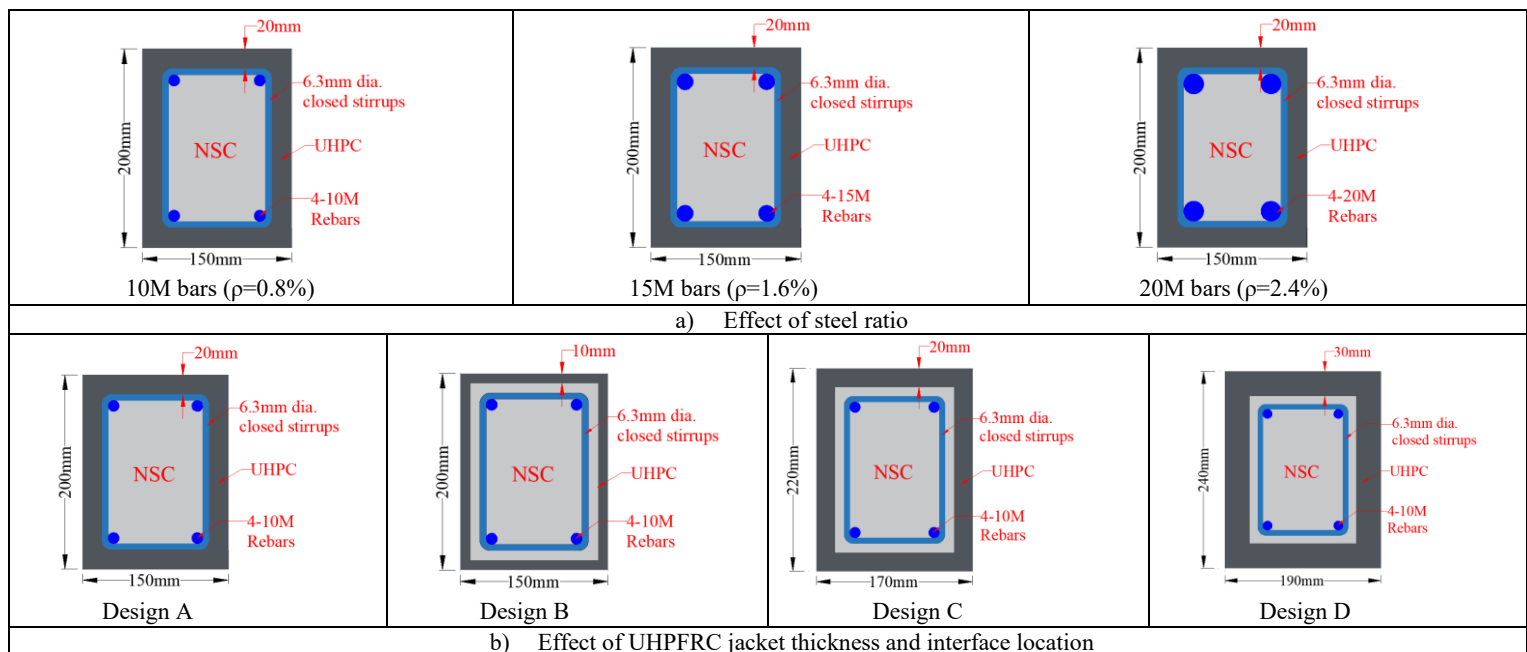 20mm
200mm
6.3mm dia.
closed stirrups
NSC
UHPC
4-10M
Rebars
150mm
10M bars (ρ=0.8%)
20mm
200mm
6.3mm dia.
closed stirrups
NSC
UHPC
4-15M
Rebars
150mm
15M bars (ρ=1.6%)
20mm
200mm
6.3mm dia.
closed stirrups
NSC
UHPC
4-20M
Rebars
150mm
20M bars (ρ=2.4%)
a) Effect of steel ratio
20mm
200mm
6.3mm dia.
closed stirrups
NSC
UHPC
4-10M
Rebars
150mm
Design A
10mm
200mm
6.3mm dia.
closed stirrups
NSC
UHPC
4-10M
Rebars
150mm
Design B
20mm
220mm
6.3mm dia.
closed stirrups
NSC
UHPC
4-10M
Rebars
170mm
Design C
30mm
240mm
6.3mm dia.
closed stirrups
NSC
UHPC
4-10M
Rebars
190mm
Design D
b) Effect of UHPFRC jacket thickness and interface location